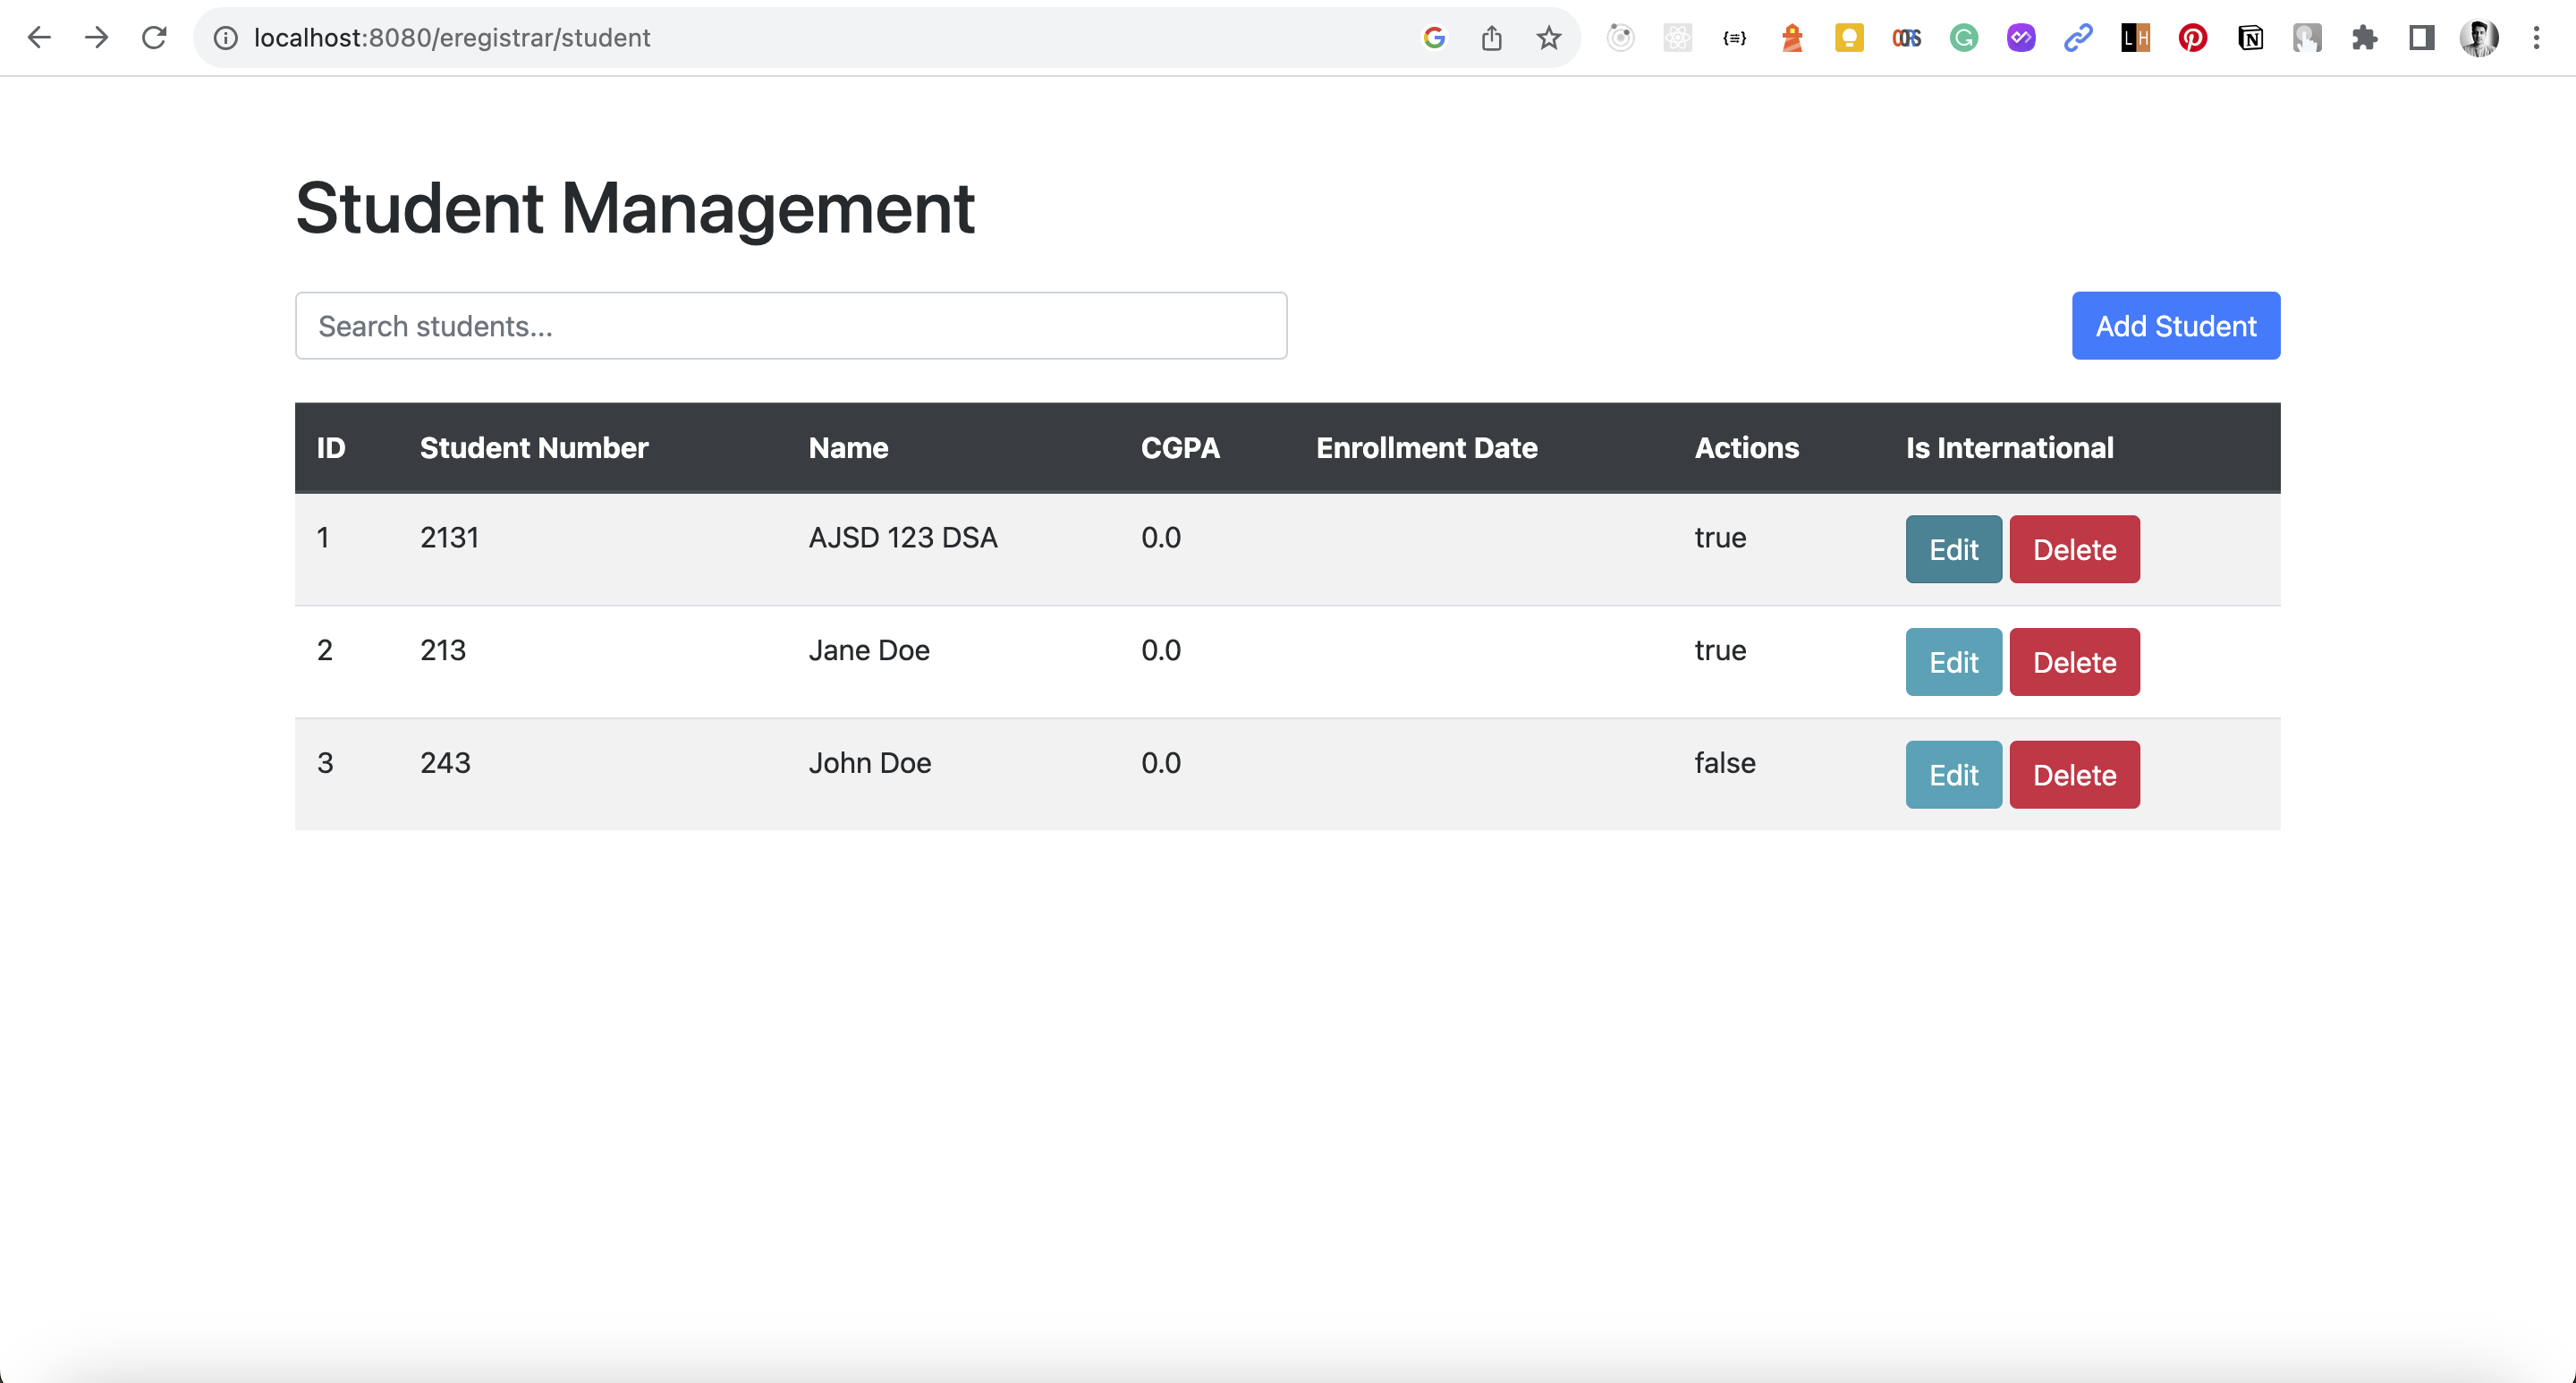 localhost:8080/eregistrar/student
Student Management
Search students...
Add Student
ID Student Number Name CGPA Enrollment Date Actions Is International
1 2131 AJSD 123 DSA 0.0 true Edit Delete
2 213 Jane Doe 0.0 true Edit Delete
3 243 John Doe 0.0 false Edit Delete